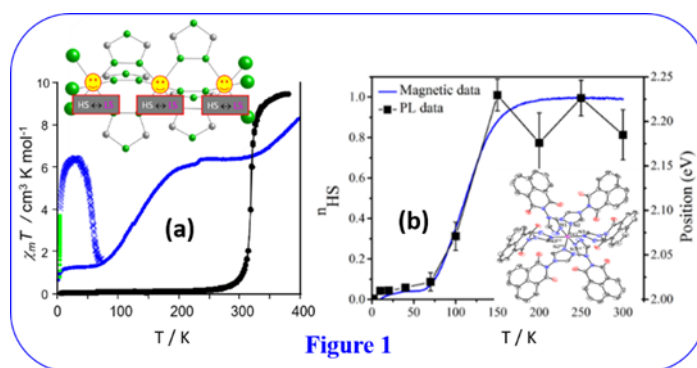 HS ↔ LS HS ↔ LS HS ↔ LS
10
8
6
4
2
0
χmT / cm³ K mol⁻¹
(a)
0 100 200 300 400
T / K
Magnetic data
PL data
1.0
0.8
0.6
0.4
0.2
0.0
nHS
(b)
2.25
2.20
2.15
2.10
2.05
2.00
Position (eV)
0 50 100 150 200 250 300
T / K
Figure 1